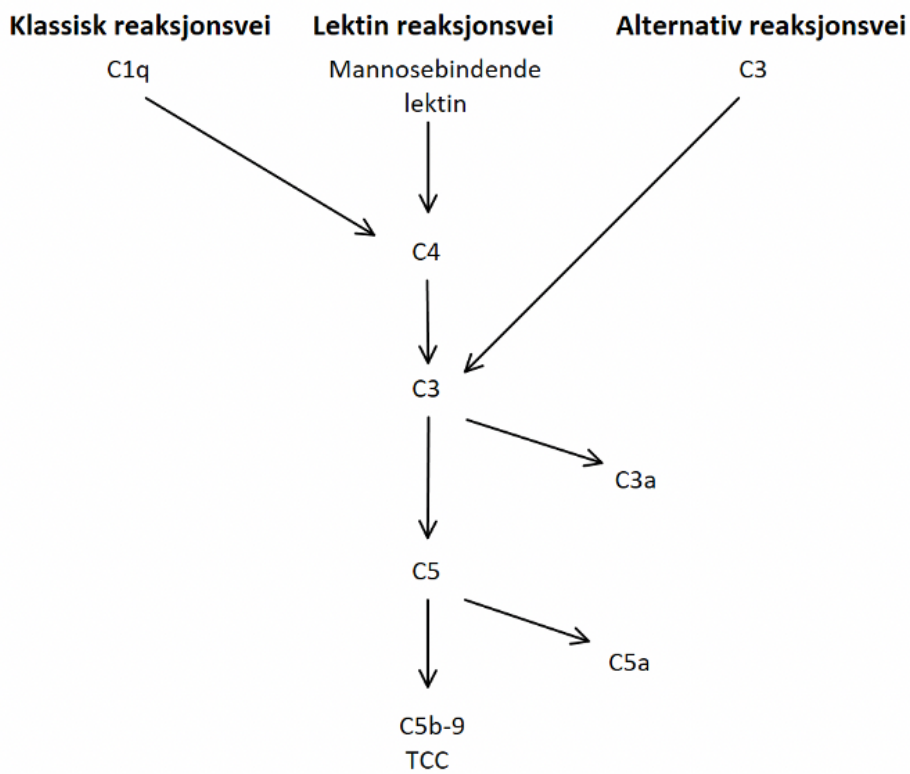 Klassisk reaksjonsvei
Lektin reaksjonsvei
Alternativ reaksjonsvei
C1q
Mannosebindende
lektin
C3
C4
C3
C3a
C5
C5a
C5b-9
TCC